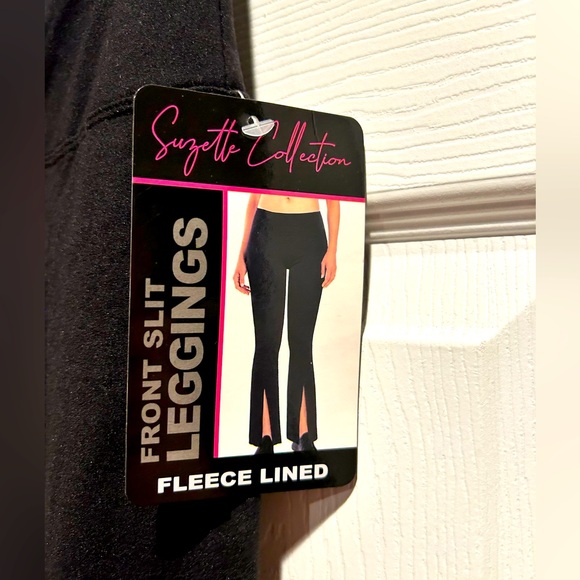 Suzette Collection
FRONT SLIT
LEGGINGS
FLEECE LINED